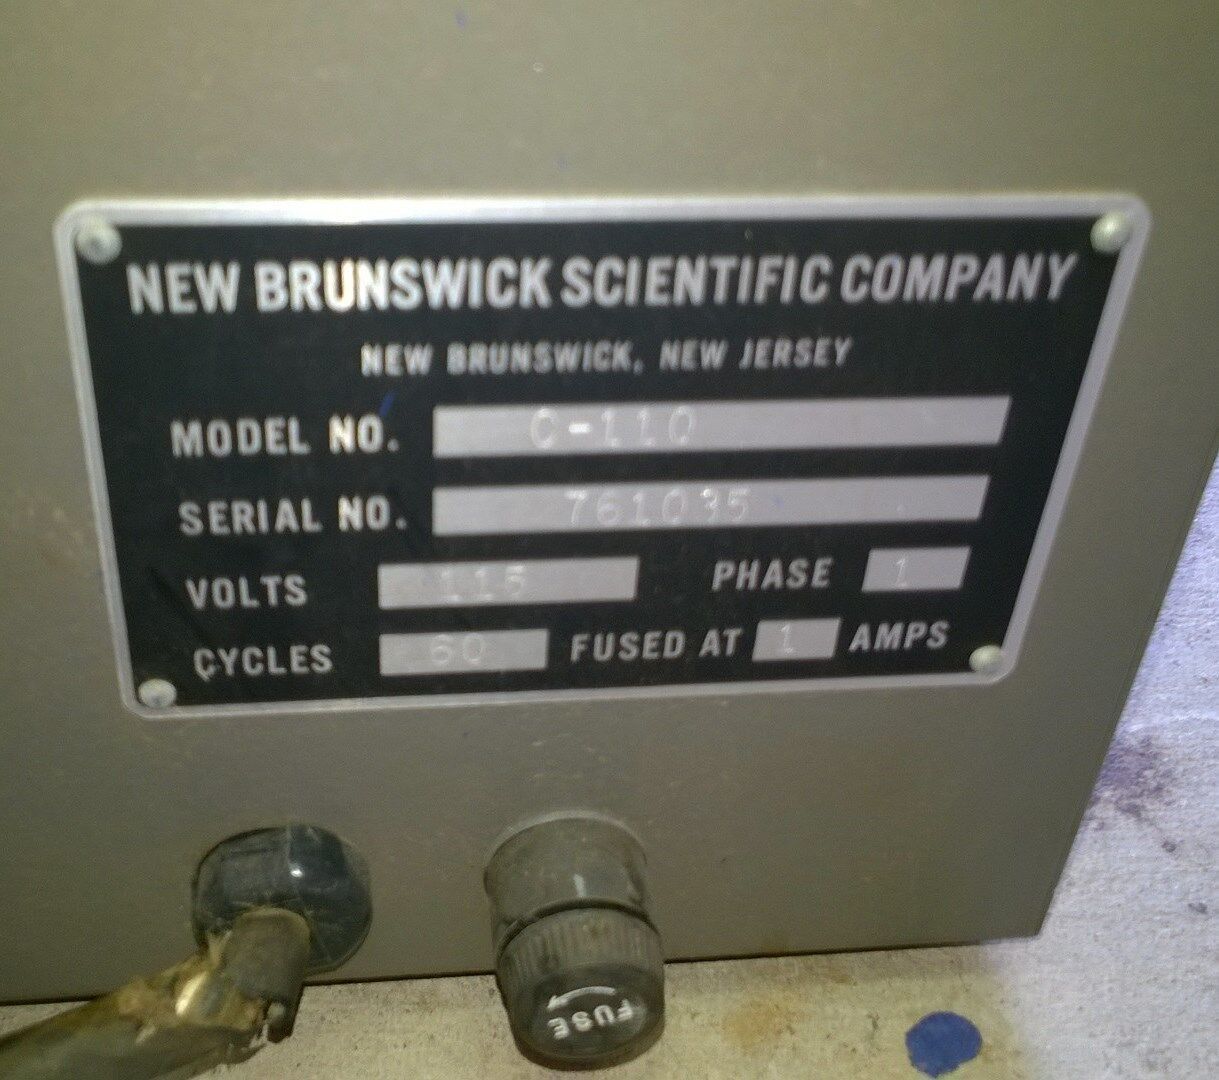 NEW BRUNSWICK SCIENTIFIC COMPANY
NEW BRUNSWICK, NEW JERSEY
MODEL NO. C-110
SERIAL NO. 761035
VOLTS 115 PHASE 1
CYCLES 60 FUSED AT 1 AMPS
FUSE